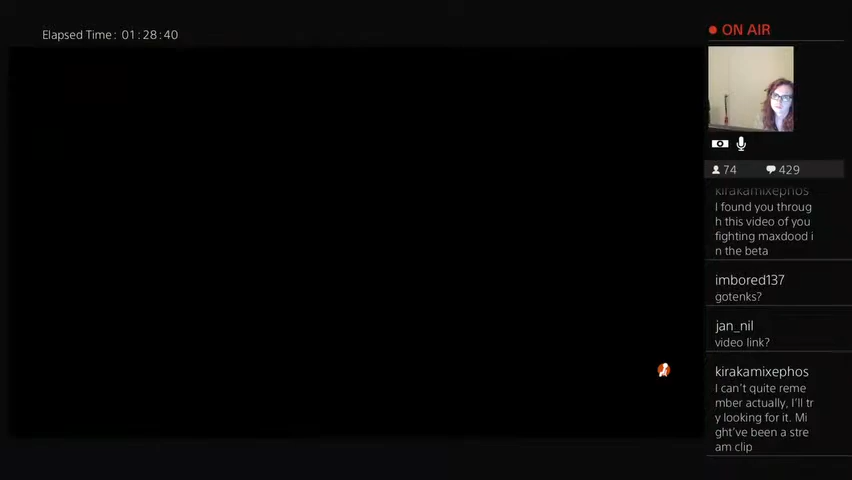 Elapsed Time: 01:28:40
ON AIR
74 429
kirakamixephos
I found you throug
h this video of you
fighting maxdood i
n the beta
imbored137
gotenks?
jan_nil
video link?
kirakamixephos
I can't quite reme
mber actually, I'll tr
y looking for it. Mi
ght've been a stre
am clip